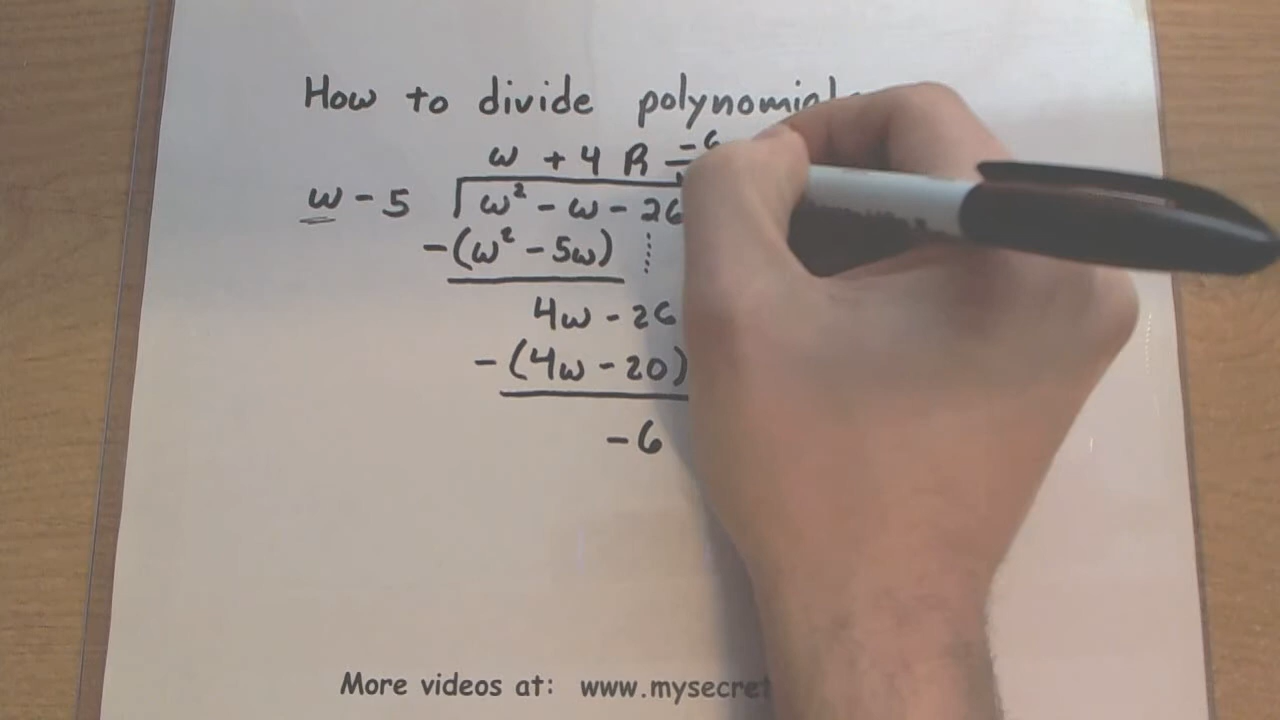 How to divide
w + 4 R -6
w - 5 w² - w - 26
-(w² - 5w)
4w - 26
-(4w - 20)
-6
More videos at: www.mysecret